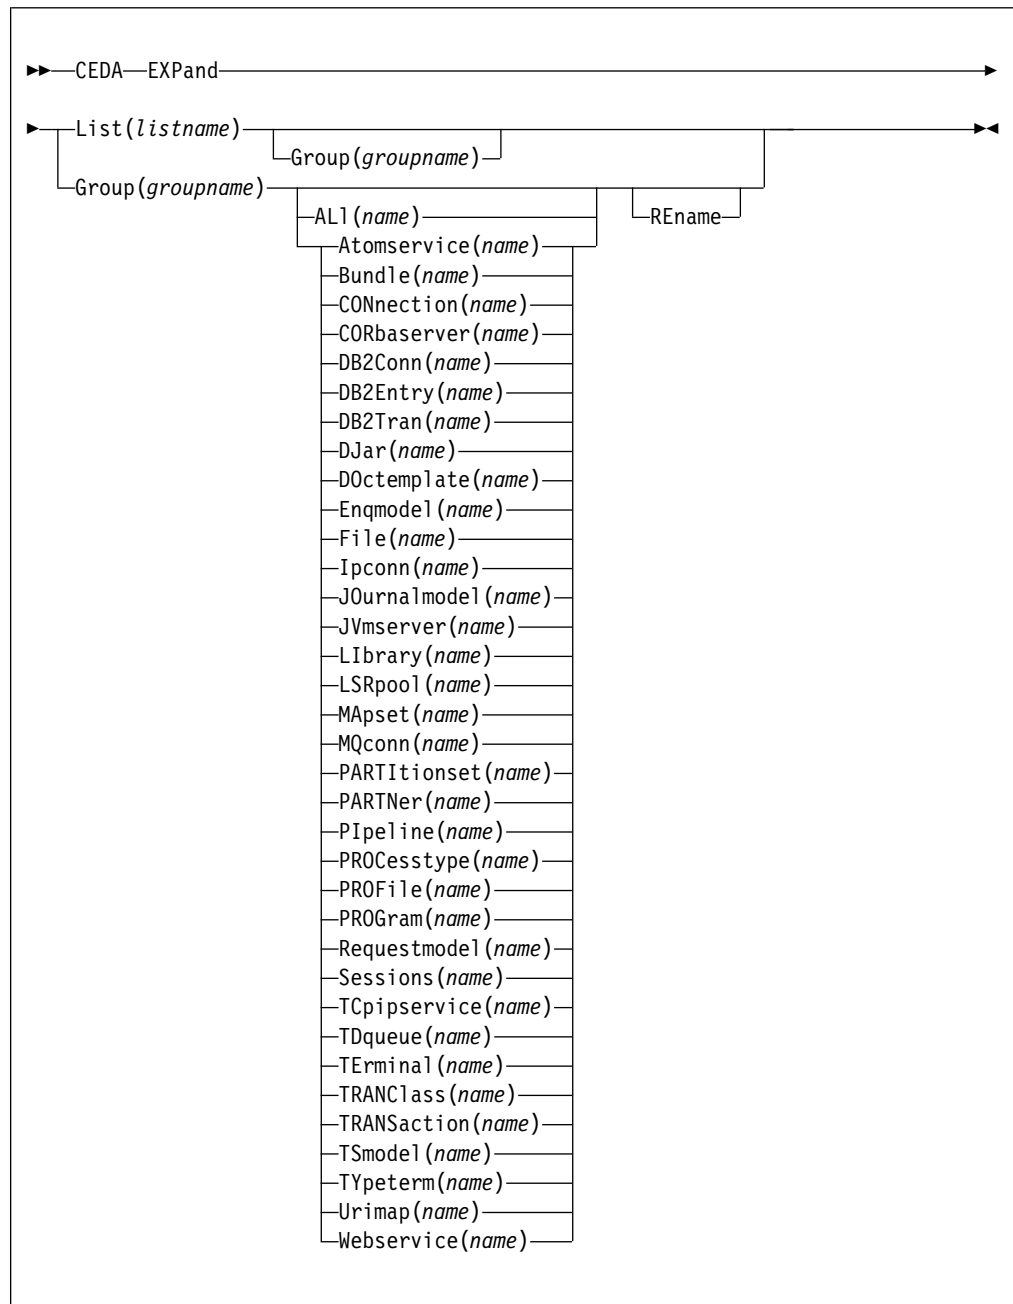 CEDA EXPand
List(listname)
Group(groupname)
Group(groupname)
ALl(name) REname
Atomservice(name)
Bundle(name)
CONnection(name)
CORbaserver(name)
DB2Conn(name)
DB2Entry(name)
DB2Tran(name)
DJar(name)
DOctemplate(name)
Enqmodel(name)
File(name)
Ipconn(name)
JOurnalmodel(name)
JVmserver(name)
LIbrary(name)
LSRpool(name)
MApset(name)
MQconn(name)
PARTItionset(name)
PARTNer(name)
PIpeline(name)
PROCesstype(name)
PROFile(name)
PROGram(name)
Requestmodel(name)
Sessions(name)
TCpipservice(name)
TDqueue(name)
TErminal(name)
TRANClass(name)
TRANSaction(name)
TSmodel(name)
TYpeterm(name)
Urimap(name)
Webservice(name)